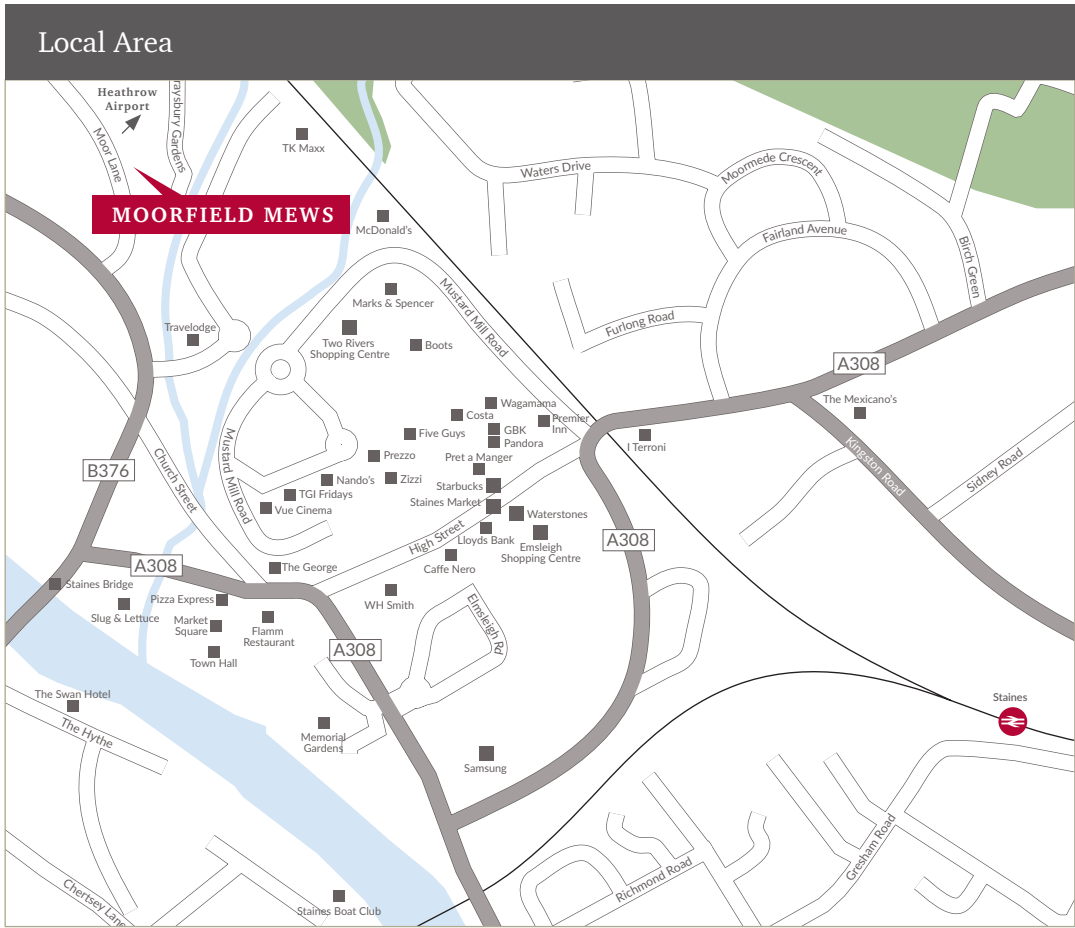 Local Area
Heathrow
Airport
raysbury Gardens
Moor Lane
TK Maxx
MOORFIELD MEWS
McDonald's
Waters Drive
Moormede Crescent
Fairland Avenue
Birch Green
Marks & Spencer
Mustard Mill Road
Travelodge
Two Rivers
Shopping Centre
Boots
Furlong Road
A308
The Mexicano's
Wagamama
Costa
Premier
Inn
GBK
Five Guys
Pandora
I Terroni
Prezzo
Pret a Manger
Kingston Road
Sidney Road
B376
Church Street
Mustard Mill Road
Nando's
Zizzi
Starbucks
TGI Fridays
Staines Market
Vue Cinema
Waterstones
High Street
Lloyds Bank
Emsleigh
Shopping Centre
A308
Caffe Nero
A308
The George
Staines Bridge
Pizza Express
WH Smith
Slug & Lettuce
Market
Square
Flamm
Restaurant
Elmsleigh Rd
Town Hall
A308
The Swan Hotel
The Hythe
Memorial
Gardens
Samsung
Staines
Gresham Road
Richmond Road
Chertsey Lane
Staines Boat Club